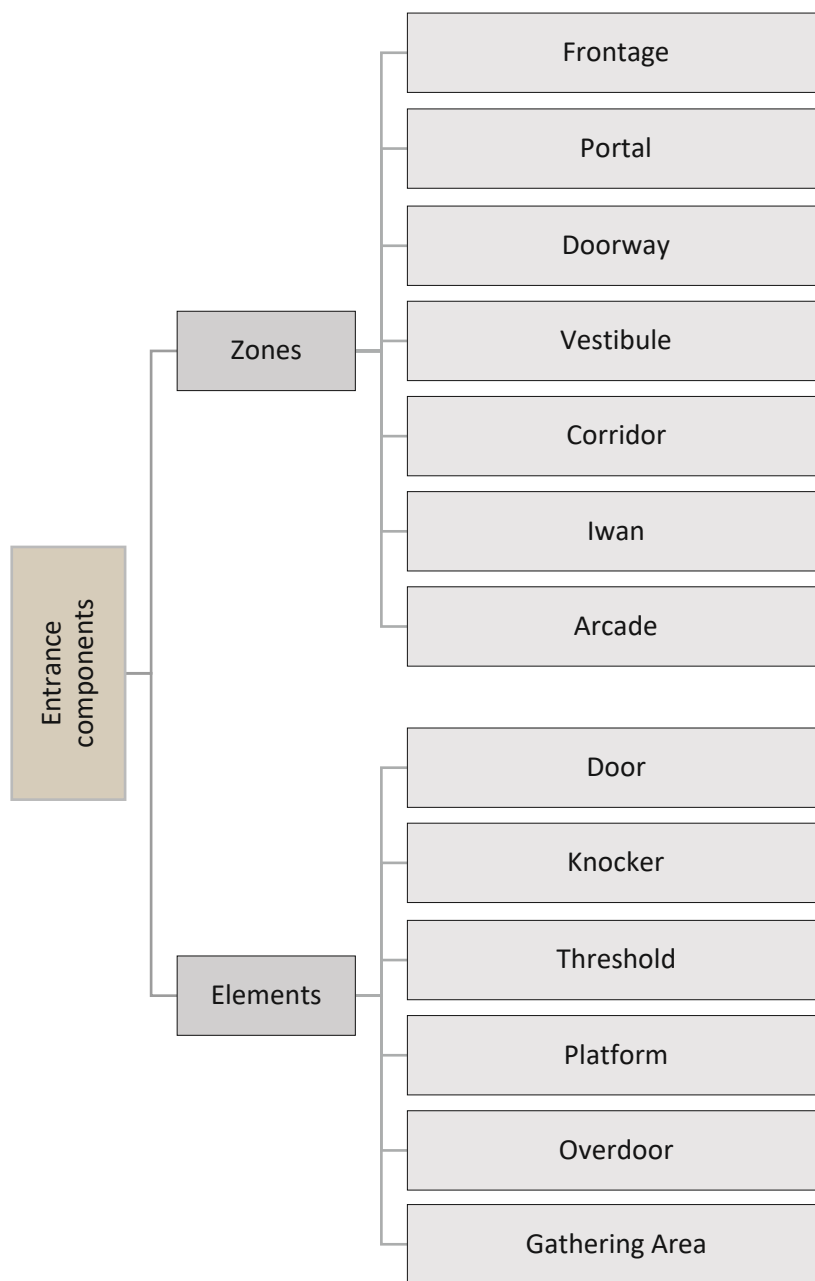 Entrance
components
Zones
Frontage
Portal
Doorway
Vestibule
Corridor
Iwan
Arcade
Elements
Door
Knocker
Threshold
Platform
Overdoor
Gathering Area